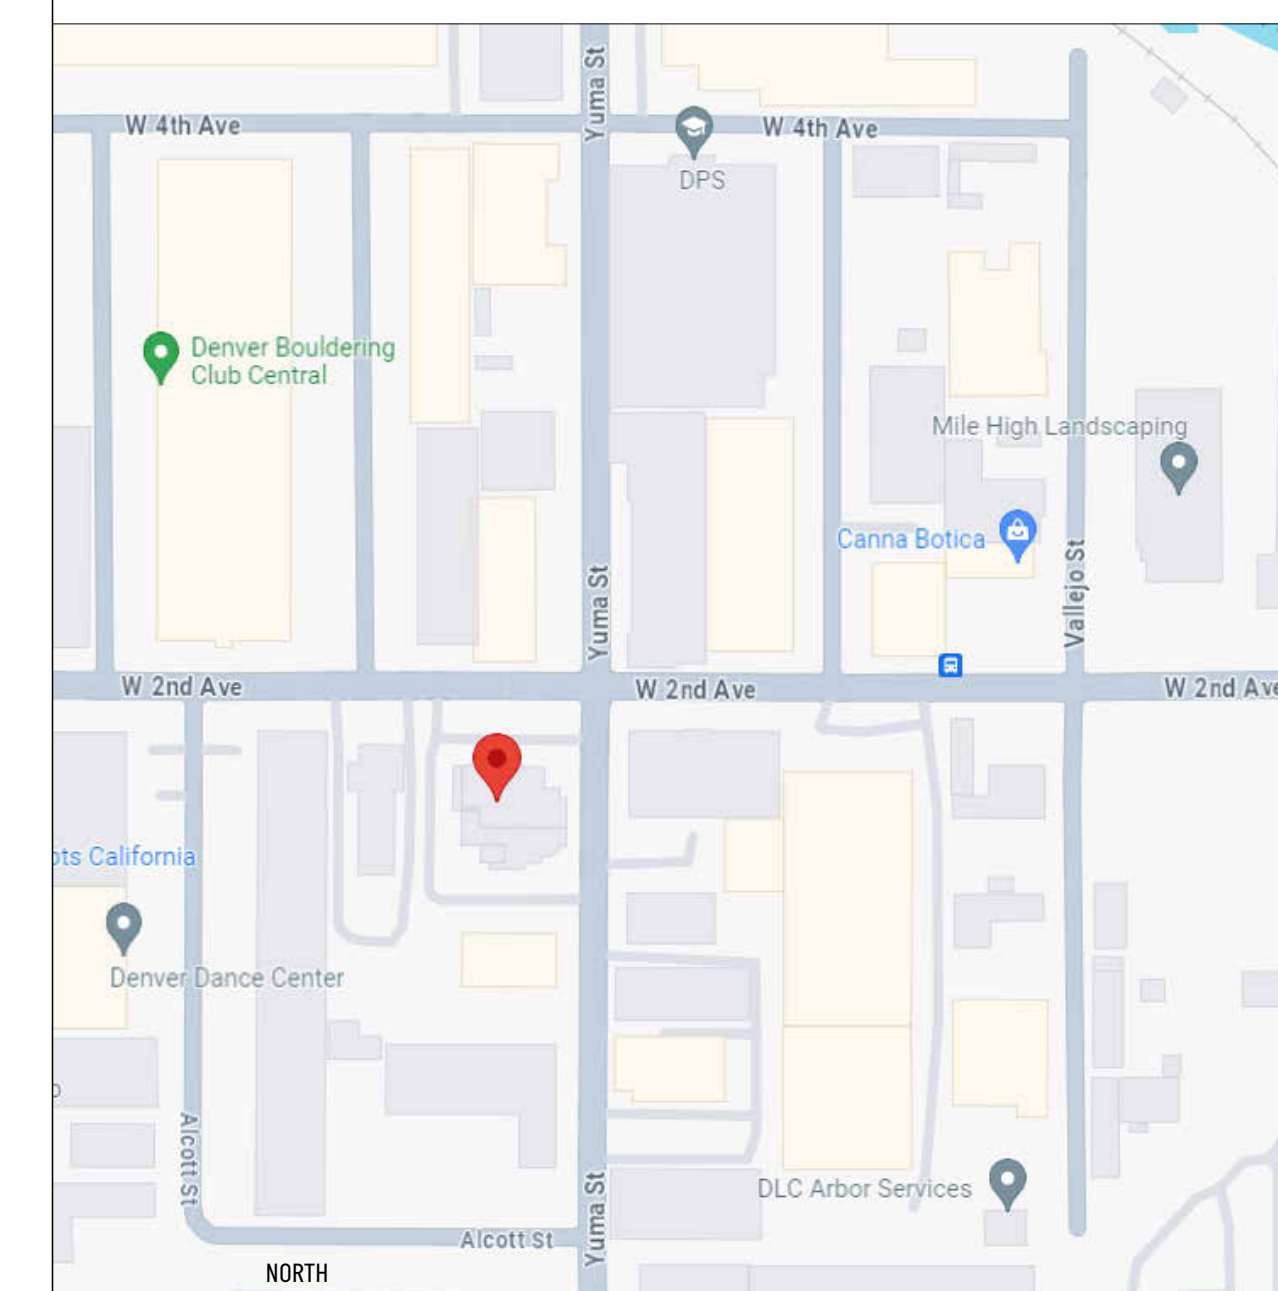 Yuma St
W 4th Ave
W 4th Ave
DPS
Denver Bouldering
Club Central
Mile High Landscaping
Canna Botica
Yuma St
Vallejo St
W 2nd Ave
W 2nd Ave
W 2nd Ave
ots California
Denver Dance Center
Alcott St
DLC Arbor Services
Yuma St
Alcott St
NORTH